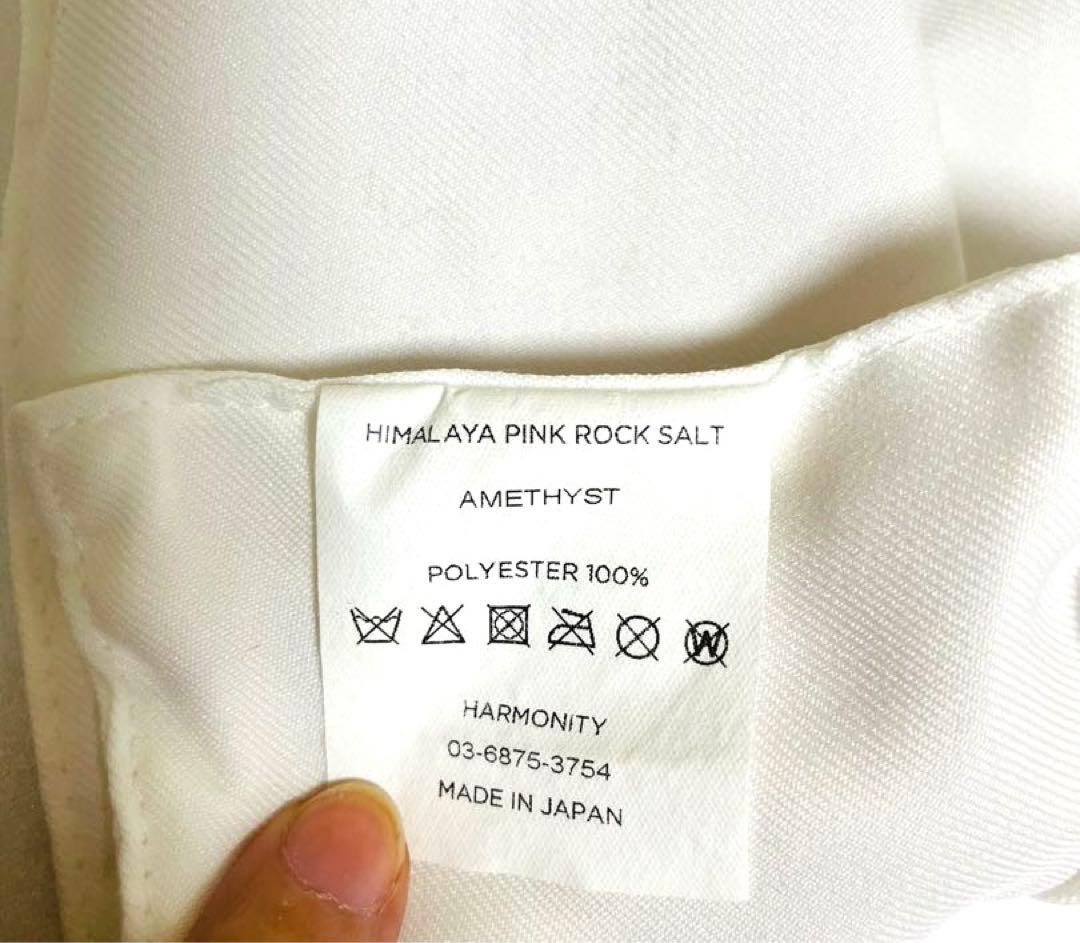 HIMALAYA PINK ROCK SALT
AMETHYST
POLYESTER 100%
W
HARMONITY
03-6875-3754
MADE IN JAPAN